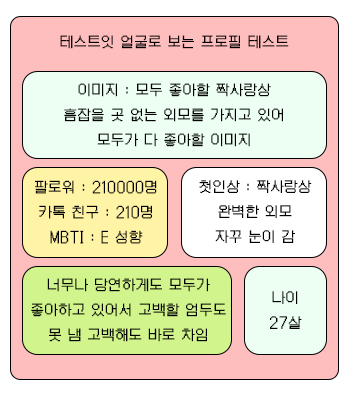 테스트잇 얼굴로 보는 프로필 테스트
이미지 : 모두 좋아할 짝사랑상
흠잡을 곳 없는 외모를 가지고 있어
모두가 다 좋아할 이미지
팔로워 : 210000명
카톡 친구 : 210명
MBTI : E 성향
첫인상 : 짝사랑상
완벽한 외모
자꾸 눈이 감
너무나 당연하게도 모두가
좋아하고 있어서 고백할 엄두도
못 냄 고백해도 바로 차임
나이
27살